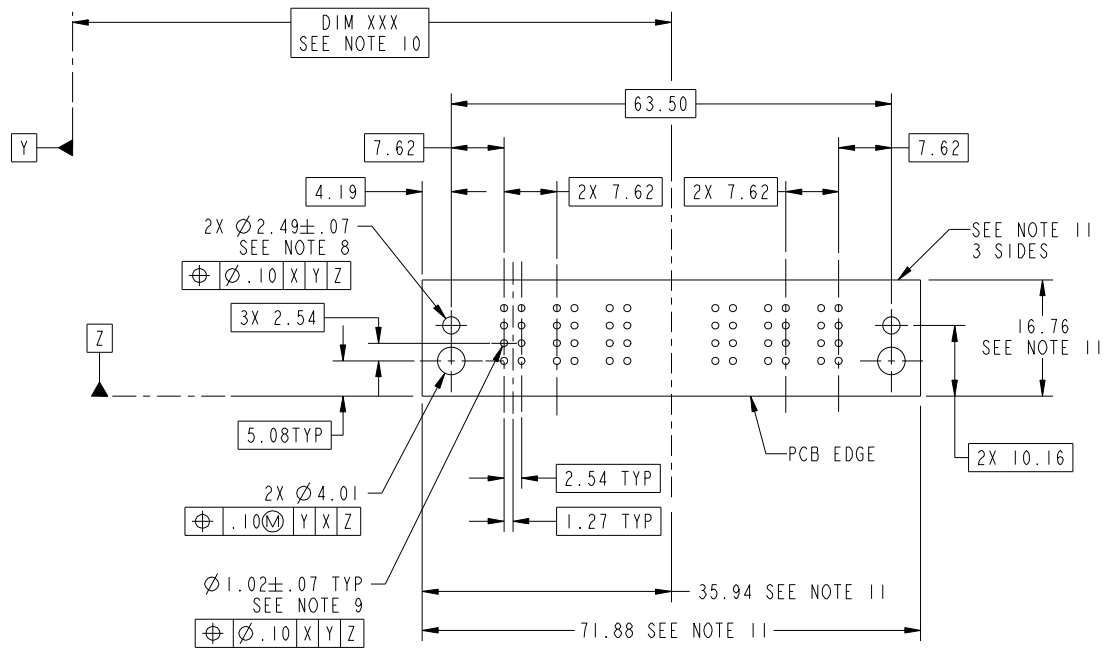 DIM XXX
SEE NOTE 10
63.50
Y
7.62
7.62
4.19
2X 7.62
2X 7.62
2X Ø2.49±.07
SEE NOTE 8
⌖ Ø.10 X Y Z
SEE NOTE 11
3 SIDES
3X 2.54
16.76
SEE NOTE 11
Z
5.08TYP
PCB EDGE
2X 10.16
2.54 TYP
2X Ø4.01
⌖ .10Ⓜ Y X Z
1.27 TYP
Ø1.02±.07 TYP
SEE NOTE 9
⌖ Ø.10 X Y Z
35.94 SEE NOTE 11
71.88 SEE NOTE 11